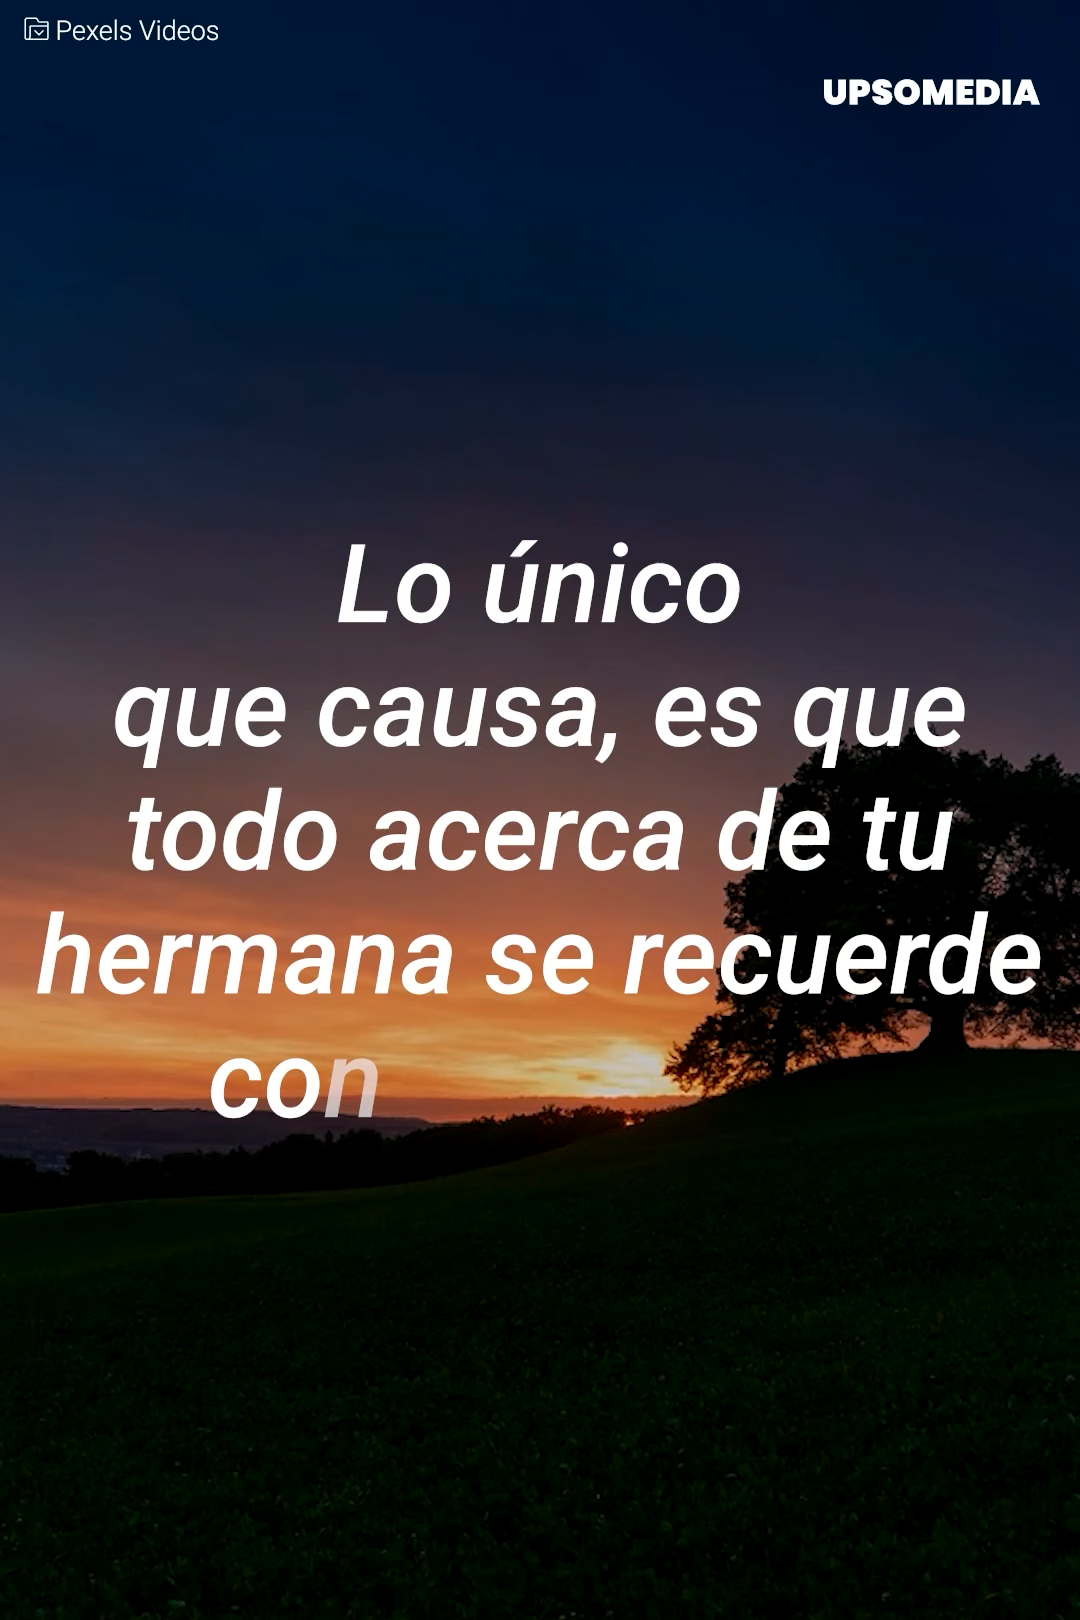 Pexels Videos
UPSOMEDIA
Lo único
que causa, es que
todo acerca de tu
hermana se recuerde
con